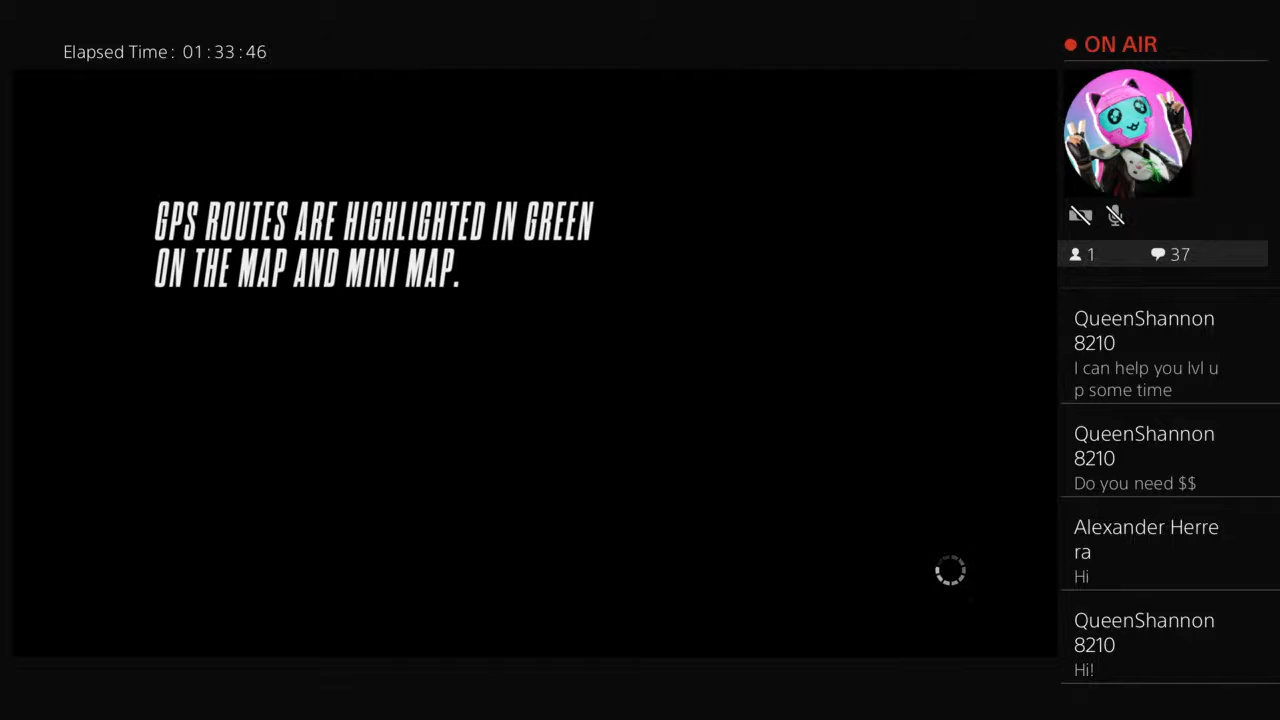 Elapsed Time: 01:33:46
ON AIR
GPS ROUTES ARE HIGHLIGHTED IN GREEN
ON THE MAP AND MINI MAP.
1
37
QueenShannon
8210
I can help you lvl u
p some time
QueenShannon
8210
Do you need $$
Alexander Herre
ra
Hi
QueenShannon
8210
Hi!